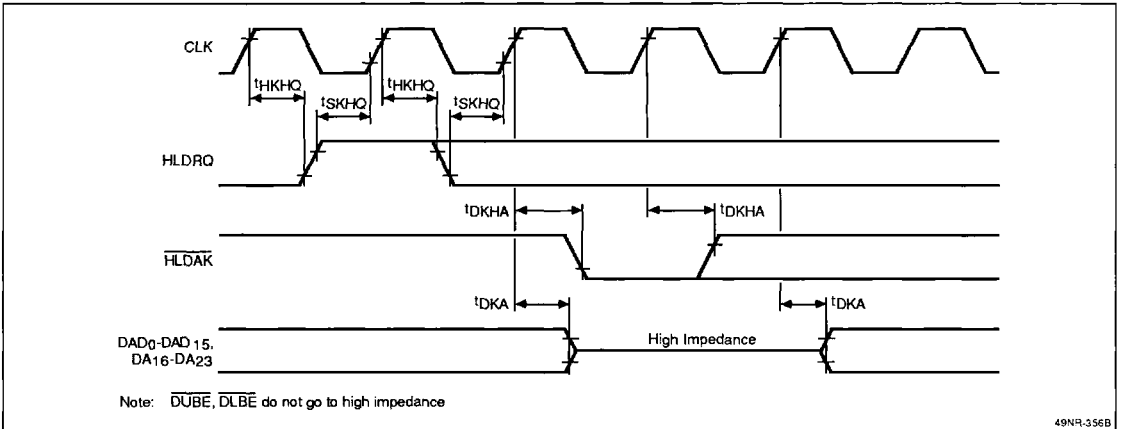 CLK
tHKHQ tSKHQ tHKHQ tSKHQ
HLDRQ
tDKHA tDKHA
HLDAK
tDKA tDKA
DAD0-DAD15,
DA16-DA23
High Impedance
Note: DUBE, DLBE do not go to high impedance
49NR-356B